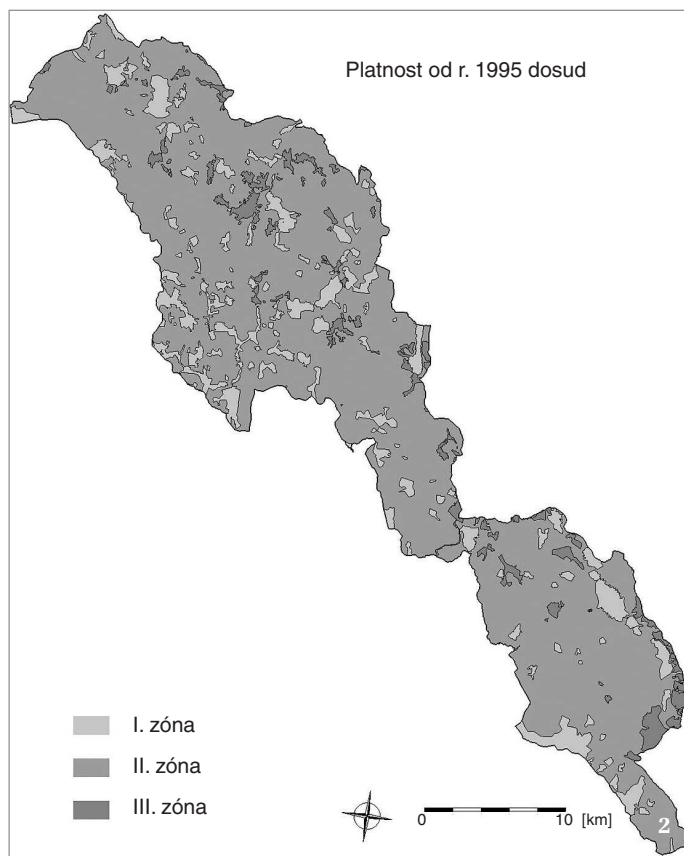 Platnost od r. 1995 dosud
I. zóna
II. zóna
III. zóna
0 10 [km]
2